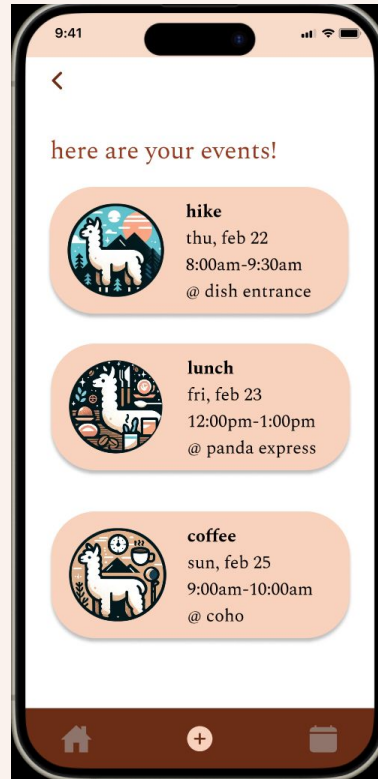 9:41
here are your events!
hike
thu, feb 22
8:00am-9:30am
@ dish entrance
lunch
fri, feb 23
12:00pm-1:00pm
@ panda express
coffee
sun, feb 25
9:00am-10:00am
@ coho